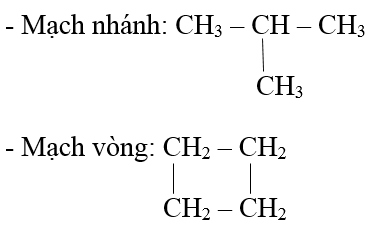 - Mạch nhánh: CH₃ – CH – CH₃
CH₃
- Mạch vòng: CH₂ – CH₂
CH₂ – CH₂